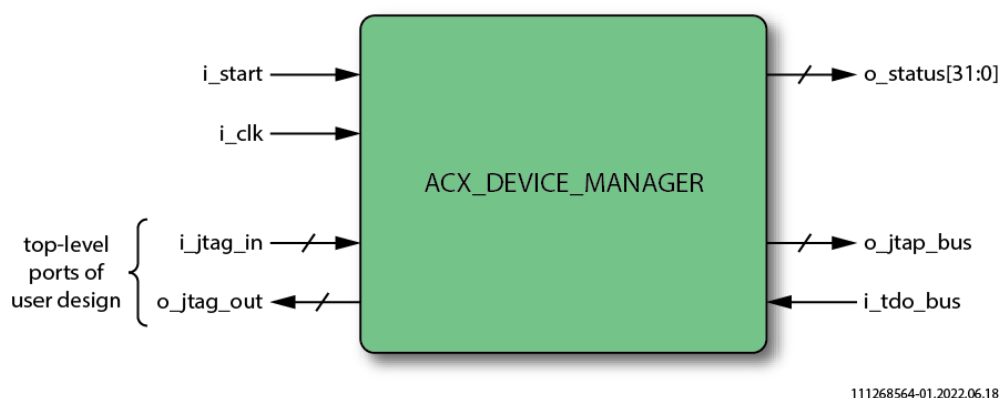 i_start
o_status[31:0]
i_clk
ACX_DEVICE_MANAGER
top-level
ports of
user design
i_jtag_in
o_jtag_out
o_jtap_bus
i_tdo_bus
111268564-01.2022.06.18